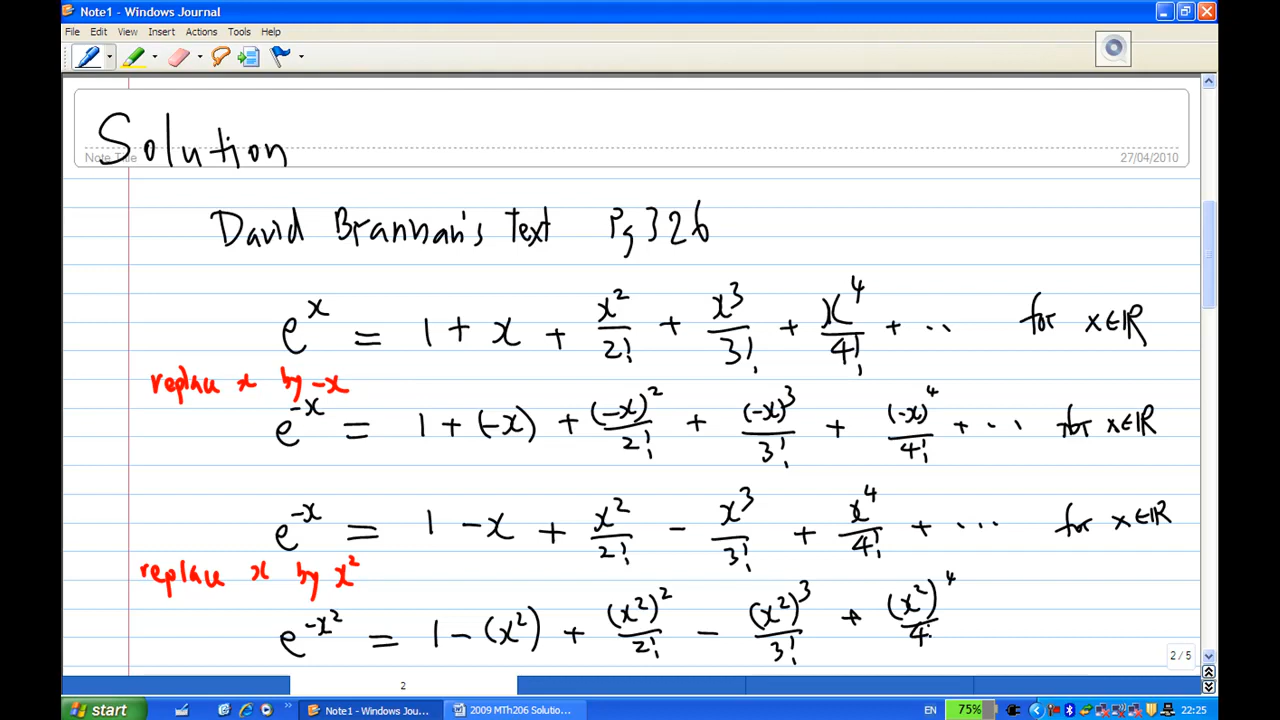 Note1 - Windows Journal
File Edit View Insert Actions Tools Help
Solution
Note Title
27/04/2010
David Brannan's Text Pg 326
e^x = 1 + x + x^2/2! + x^3/3! + x^4/4! + ·· for x∈ℝ
replace x by -x
e^-x = 1 + (-x) + (-x)^2/2! + (-x)^3/3! + (-x)^4/4! + ··· for x∈ℝ
e^-x = 1 - x + x^2/2! - x^3/3! + x^4/4! + ··· for x∈ℝ
replace x by x^2
e^-x^2 = 1 - (x^2) + (x^2)^2/2! - (x^2)^3/3! + (x^2)^4/4!
2 / 5
2
start
Note1 - Windows Jou...
2009 MTh206 Solutio...
EN
75%
22:25